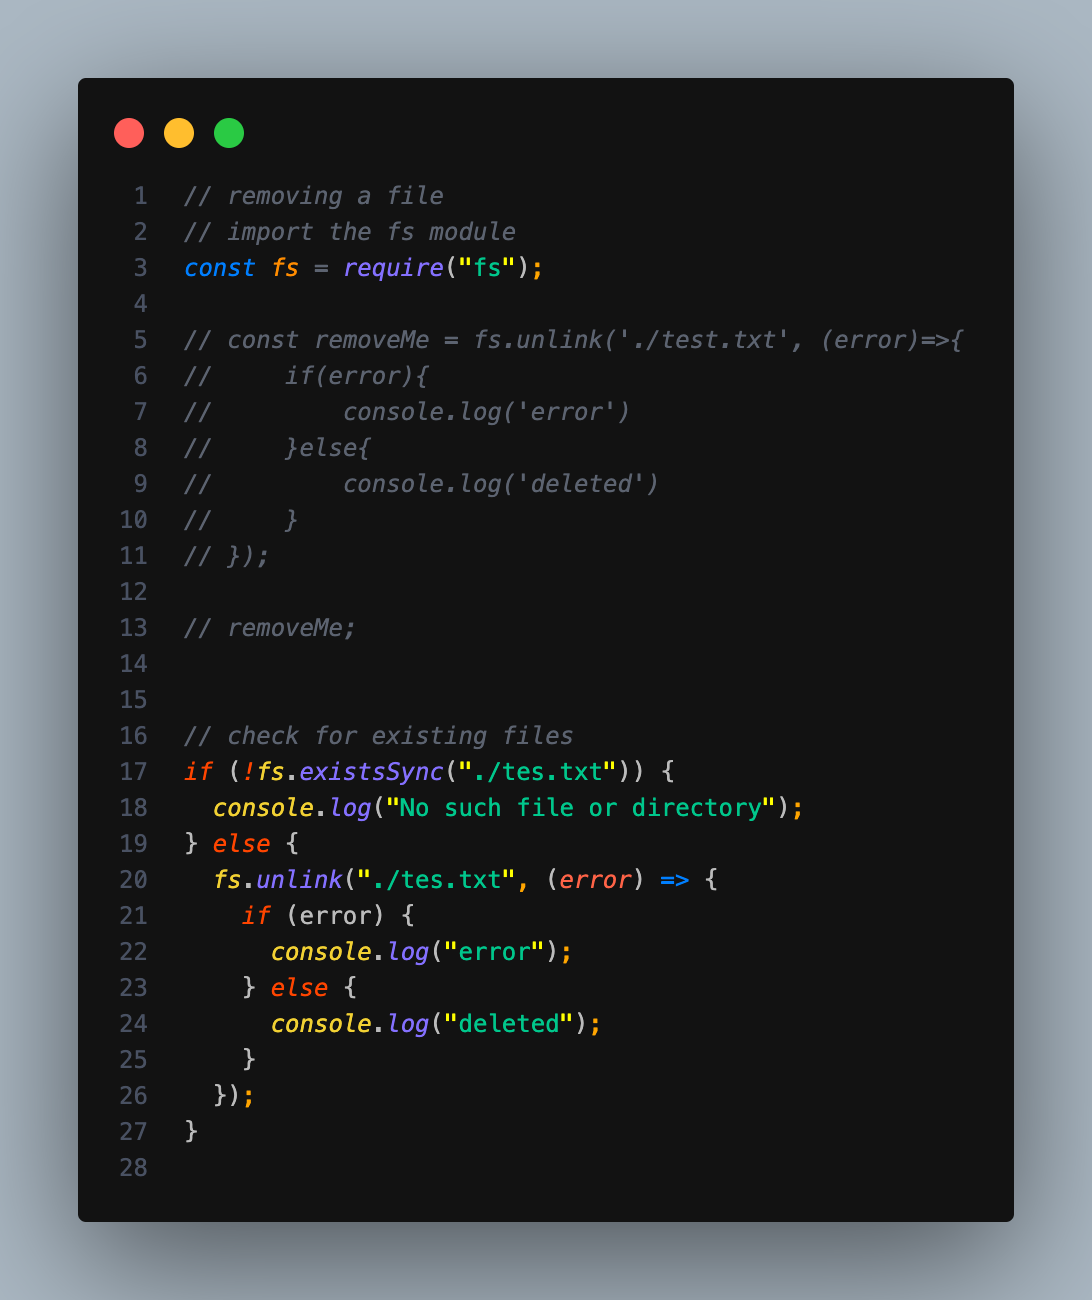 1 // removing a file
2 // import the fs module
3 const fs = require("fs");
4
5 // const removeMe = fs.unlink('./test.txt', (error)=>{
6 //     if(error){
7 //         console.log('error')
8 //     }else{
9 //         console.log('deleted')
10 //     }
11 // });
12
13 // removeMe;
14
15
16 // check for existing files
17 if (!fs.existsSync("./tes.txt")) {
18   console.log("No such file or directory");
19 } else {
20   fs.unlink("./tes.txt", (error) => {
21     if (error) {
22       console.log("error");
23     } else {
24       console.log("deleted");
25     }
26   });
27 }
28